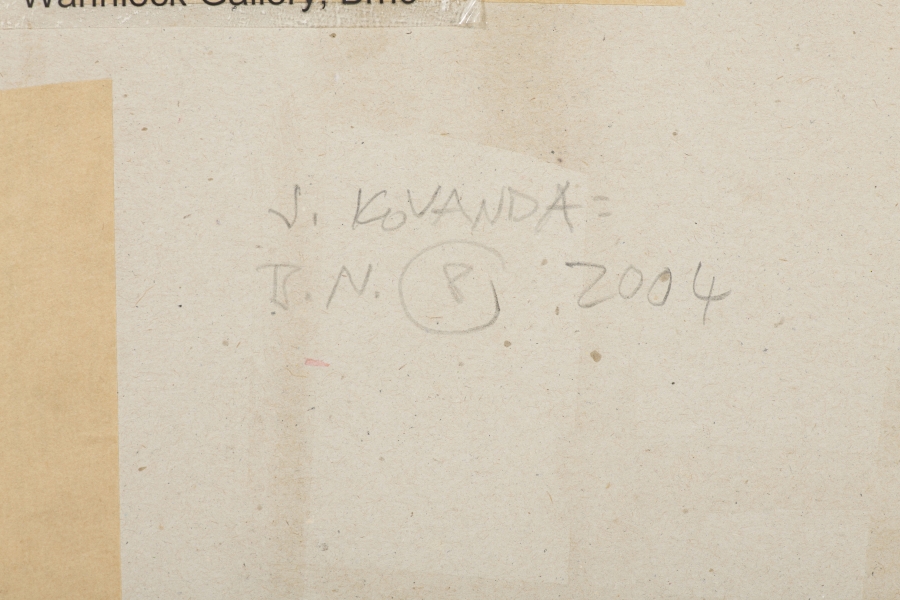 Wannieck Gallery, Brno
J. KOVANDA=
B.N. 8 2004